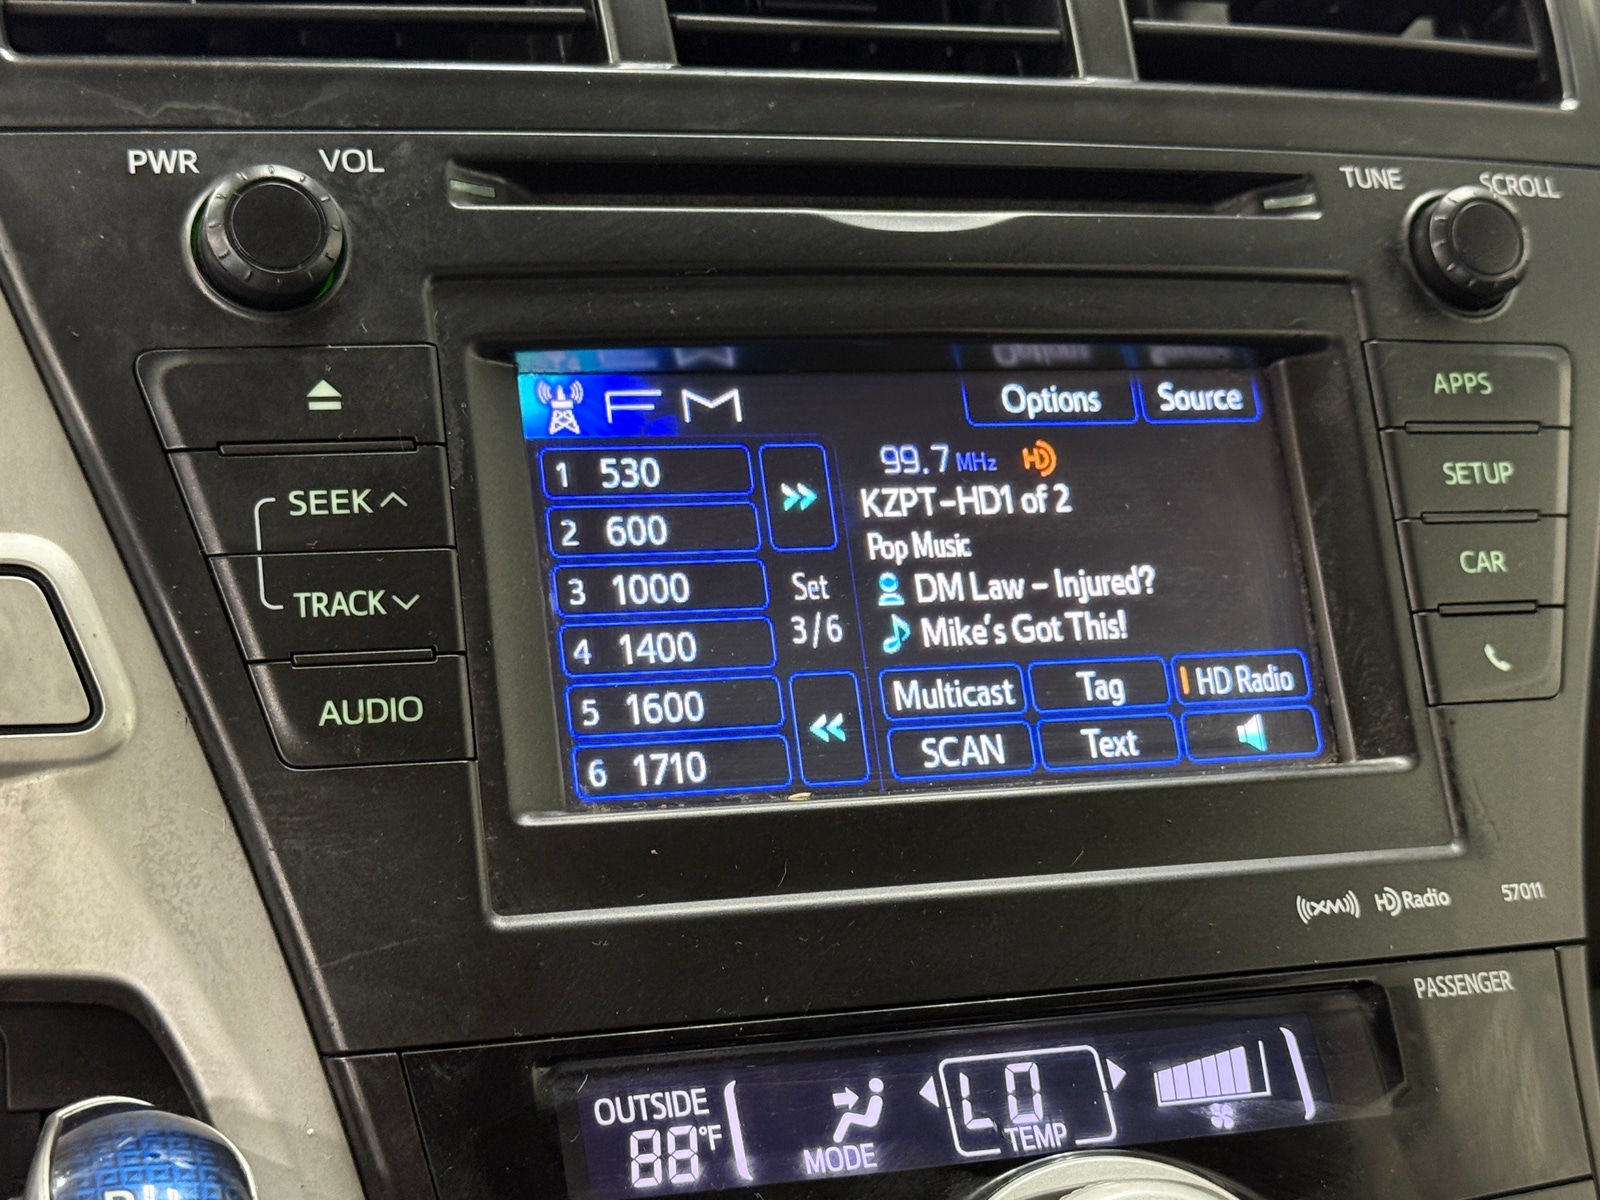 PWR VOL
TUNE SCROLL
FM
Options
Source
1 530
2 600
3 1000
4 1400
5 1600
6 1710
Set
3/6
99.7 MHz HD
KZPT-HD1 of 2
Pop Music
DM Law - Injured?
Mike's Got This!
Multicast
Tag
HD Radio
SCAN
Text
SEEK
TRACK
AUDIO
APPS
SETUP
CAR
((XM)) HD Radio 57011
PASSENGER
OUTSIDE
88°F
MODE
LO
TEMP